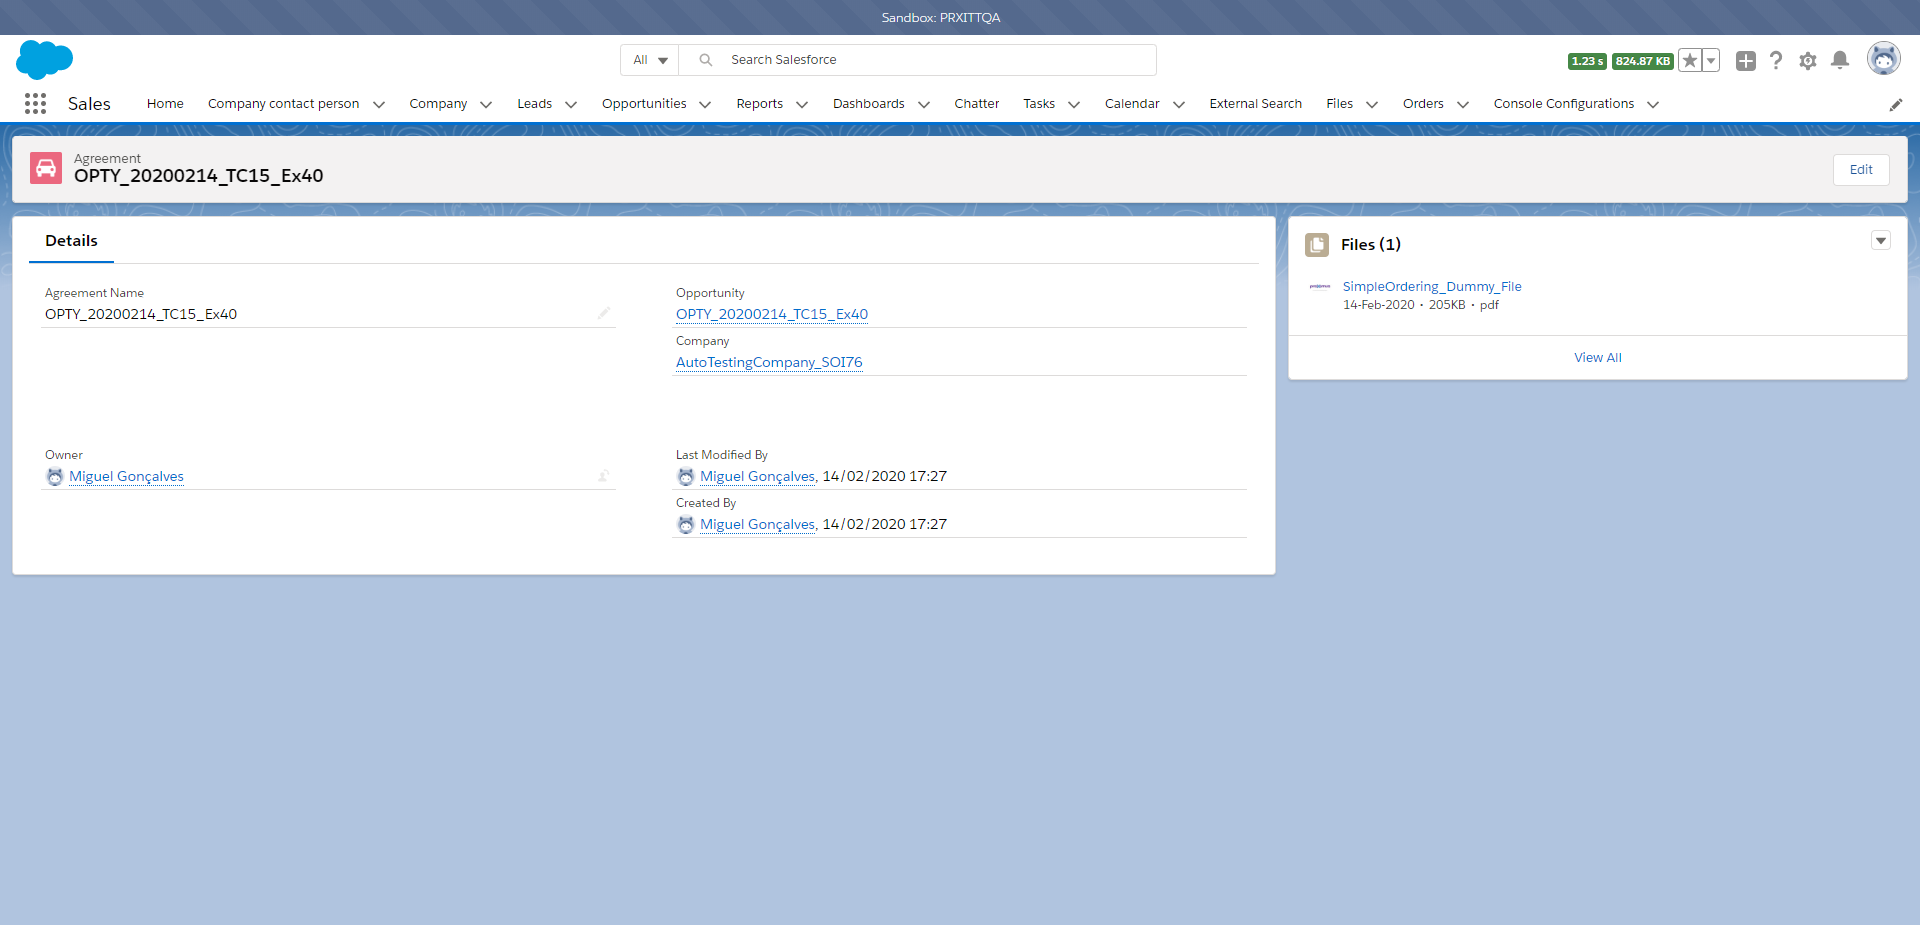 Sandbox: PRXITTQA
All
Search Salesforce
1.23 s 824.87 KB
Sales Home Company contact person Company Leads Opportunities Reports Dashboards Chatter Tasks Calendar External Search Files Orders Console Configurations
Agreement
OPTY_20200214_TC15_Ex40
Edit
Details
Agreement Name
OPTY_20200214_TC15_Ex40
Opportunity
OPTY_20200214_TC15_Ex40
Company
AutoTestingCompany_SOI76
Owner
Miguel Gonçalves
Last Modified By
Miguel Gonçalves, 14/02/2020 17:27
Created By
Miguel Gonçalves, 14/02/2020 17:27
Files (1)
SimpleOrdering_Dummy_File
14-Feb-2020 • 205KB • pdf
View All